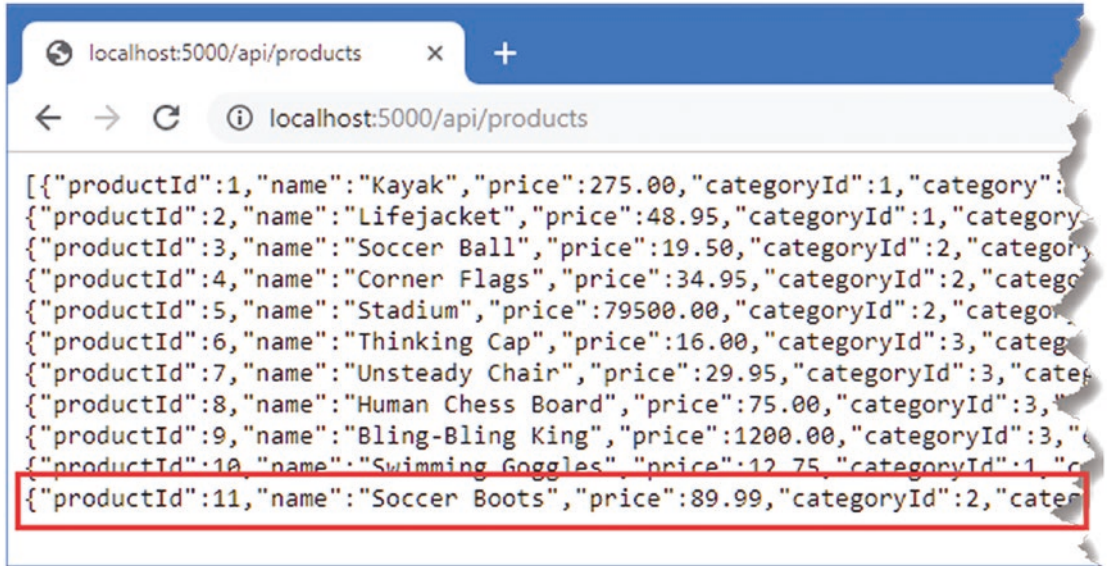 localhost:5000/api/products
localhost:5000/api/products
[{"productId":1,"name":"Kayak","price":275.00,"categoryId":1,"category":
{"productId":2,"name":"Lifejacket","price":48.95,"categoryId":1,"category
{"productId":3,"name":"Soccer Ball","price":19.50,"categoryId":2,"category
{"productId":4,"name":"Corner Flags","price":34.95,"categoryId":2,"catego
{"productId":5,"name":"Stadium","price":79500.00,"categoryId":2,"categor
{"productId":6,"name":"Thinking Cap","price":16.00,"categoryId":3,"categ
{"productId":7,"name":"Unsteady Chair","price":29.95,"categoryId":3,"cate
{"productId":8,"name":"Human Chess Board","price":75.00,"categoryId":3,"
{"productId":9,"name":"Bling-Bling King","price":1200.00,"categoryId":3,"
{"productId":10,"name":"Swimming Goggles","price":12.75,"categoryId":1,"c
{"productId":11,"name":"Soccer Boots","price":89.99,"categoryId":2,"categ